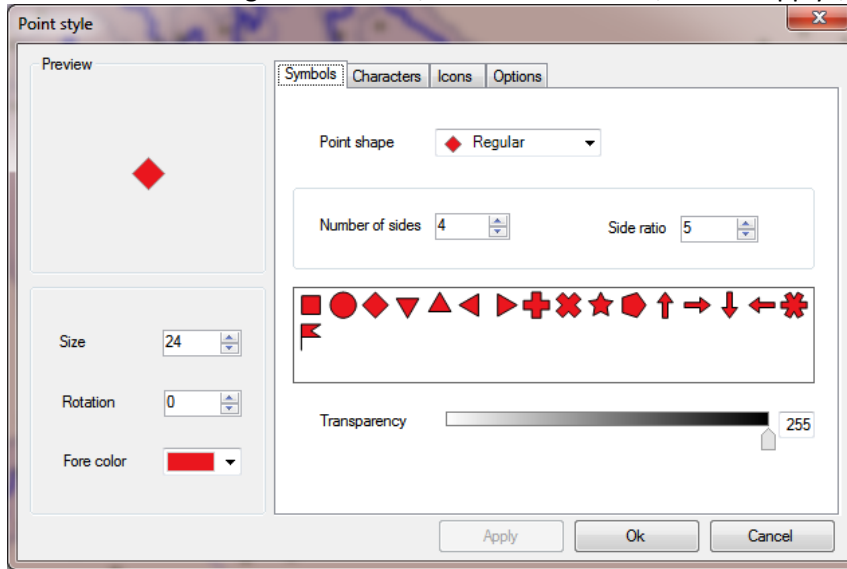 Point style
Preview
Symbols Characters Icons Options
Point shape Regular
Number of sides 4 Side ratio 5
Size 24
Rotation 0
Transparency 255
Fore color
Apply Ok Cancel